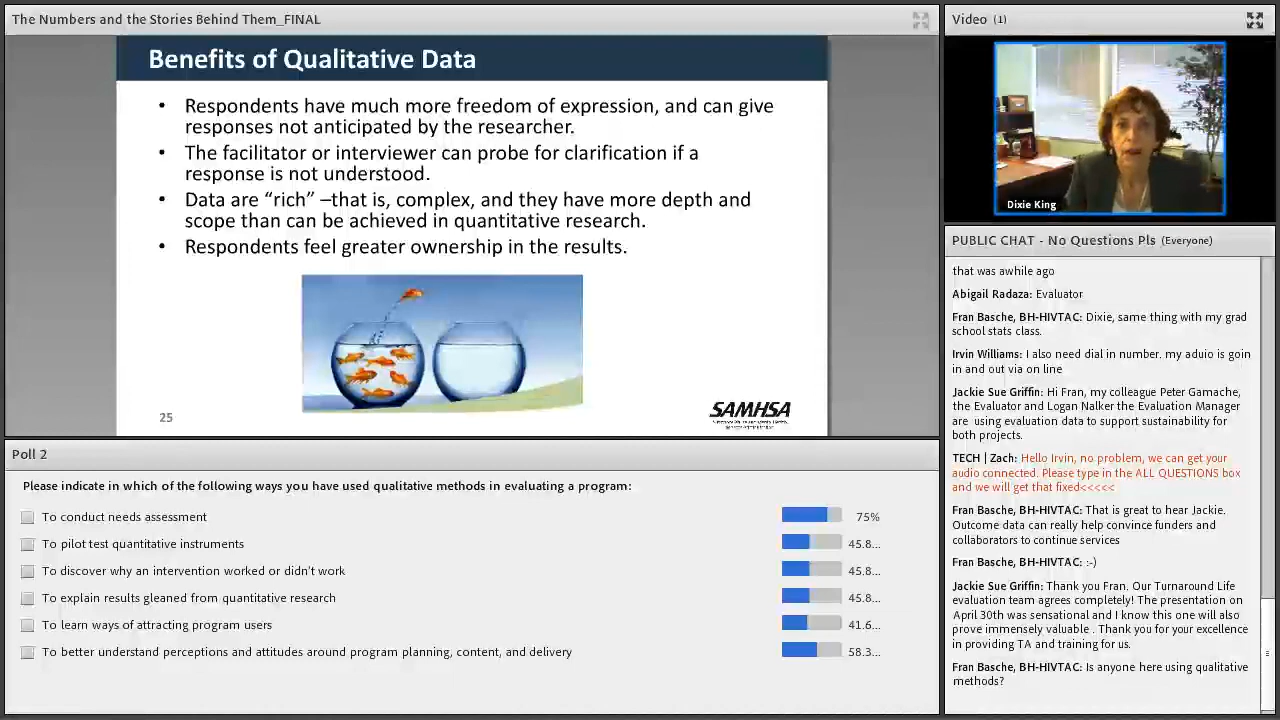 The Numbers and the Stories Behind Them_FINAL
Benefits of Qualitative Data
• Respondents have much more freedom of expression, and can give
responses not anticipated by the researcher.
• The facilitator or interviewer can probe for clarification if a
response is not understood.
• Data are “rich” –that is, complex, and they have more depth and
scope than can be achieved in quantitative research.
• Respondents feel greater ownership in the results.
25
SAMHSA
Poll 2
Please indicate in which of the following ways you have used qualitative methods in evaluating a program:
To conduct needs assessment 75%
To pilot test quantitative instruments 45.8...
To discover why an intervention worked or didn't work 45.8...
To explain results gleaned from quantitative research 45.8...
To learn ways of attracting program users 41.6...
To better understand perceptions and attitudes around program planning, content, and delivery 58.3...
Video (1)
Dixie King
PUBLIC CHAT - No Questions Pls (Everyone)
that was awhile ago
Abigail Radaza: Evaluator
Fran Basche, BH-HIVTAC: Dixie, same thing with my grad
school stats class.
Irvin Williams: I also need dial in number. my aduio is goin
in and out via on line
Jackie Sue Griffin: Hi Fran, my colleague Peter Gamache,
the Evaluator and Logan Nalker the Evaluation Manager
are using evaluation data to support sustainability for
both projects.
TECH | Zach: Hello Irvin, no problem, we can get your
audio connected. Please type in the ALL QUESTIONS box
and we will get that fixed<<<<<
Fran Basche, BH-HIVTAC: That is great to hear Jackie.
Outcome data can really help convince funders and
collaborators to continue services
Fran Basche, BH-HIVTAC: :-)
Jackie Sue Griffin: Thank you Fran. Our Turnaround Life
evaluation team agrees completely! The presentation on
April 30th was sensational and I know this one will also
prove immensely valuable . Thank you for your excellence
in providing TA and training for us.
Fran Basche, BH-HIVTAC: Is anyone here using qualitative
methods?